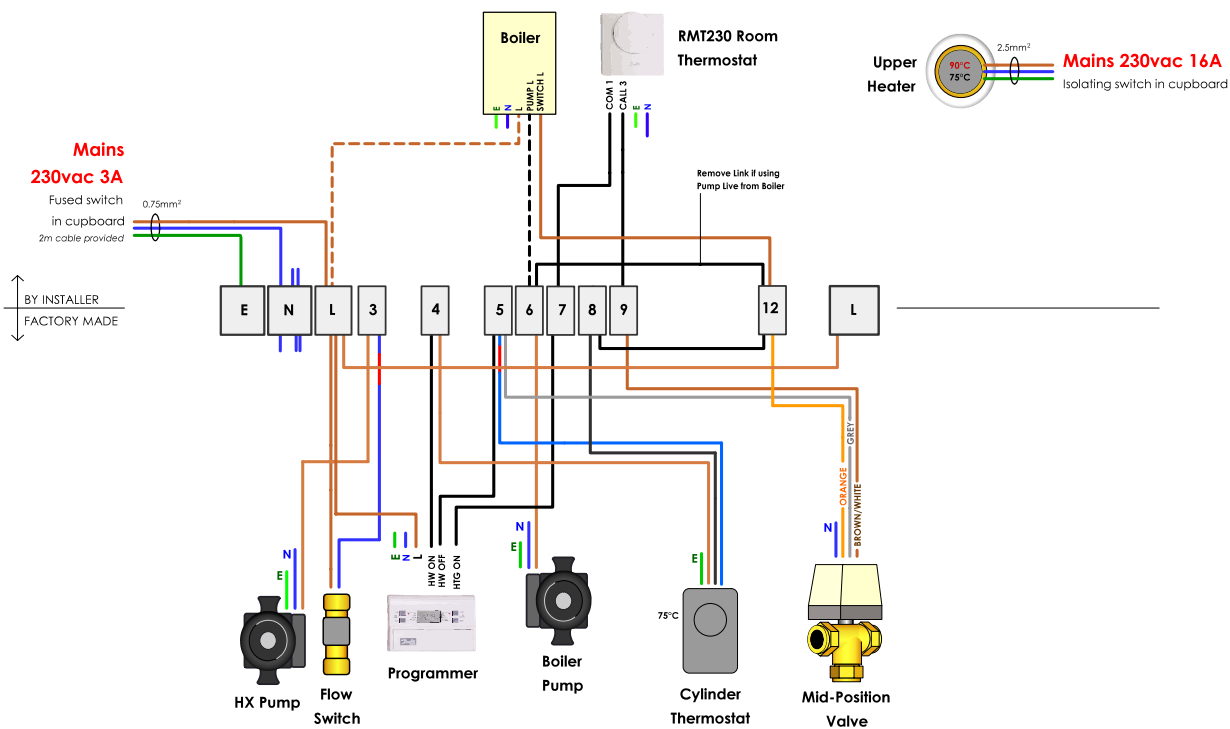 Boiler
E
N
L
PUMP L
SWITCH L
RMT230 Room
Thermostat
COM 1
CALL 3
E
N
Upper
Heater
90°C
75°C
2.5mm²
Mains 230vac 16A
Isolating switch in cupboard
Mains
230vac 3A
Fused switch
in cupboard
2m cable provided
0.75mm²
Remove Link if using
Pump Live from Boiler
BY INSTALLER
FACTORY MADE
E
N
L
3
4
5
6
7
8
9
12
L
GREY
ORANGE
BROWN/WHITE
N
E
HX Pump
Flow
Switch
E
N
L
HW ON
HW OFF
HTG ON
Programmer
N
E
Boiler
Pump
E
75°C
Cylinder
Thermostat
N
Mid-Position
Valve